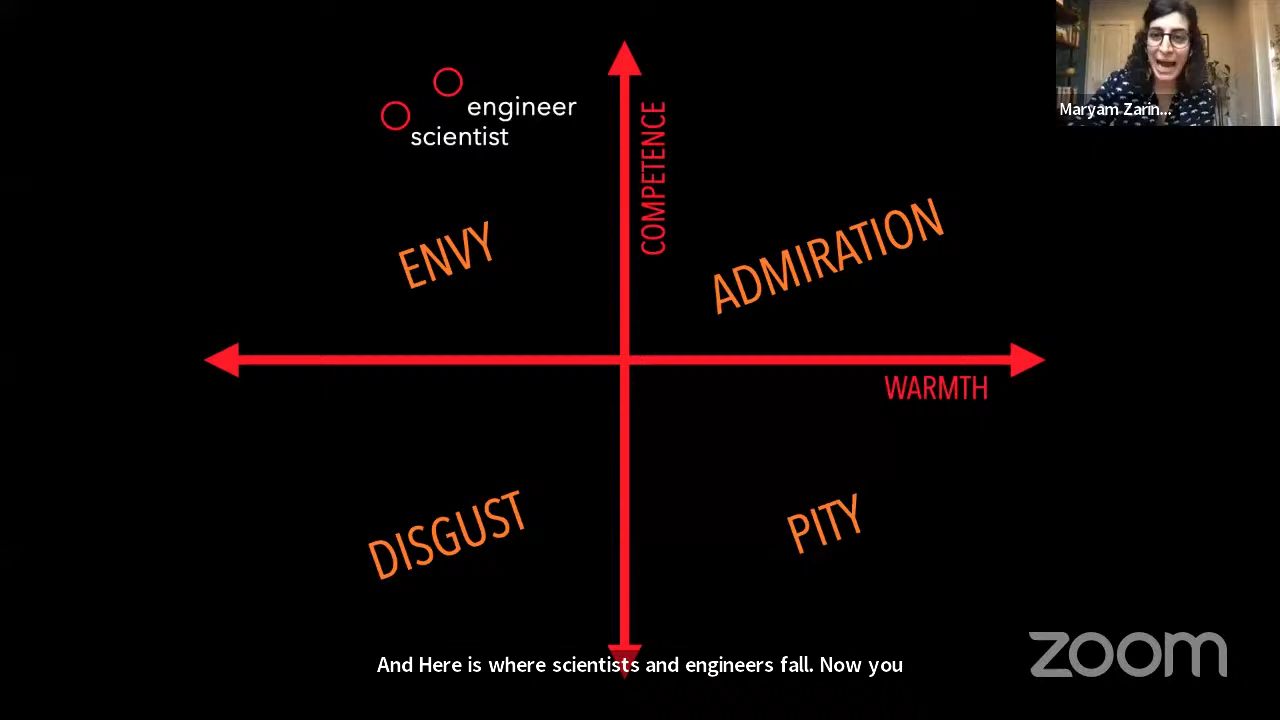 engineer
scientist
COMPETENCE
ENVY
ADMIRATION
WARMTH
DISGUST
PITY
And Here is where scientists and engineers fall. Now you
Maryam Zarin...
zoom